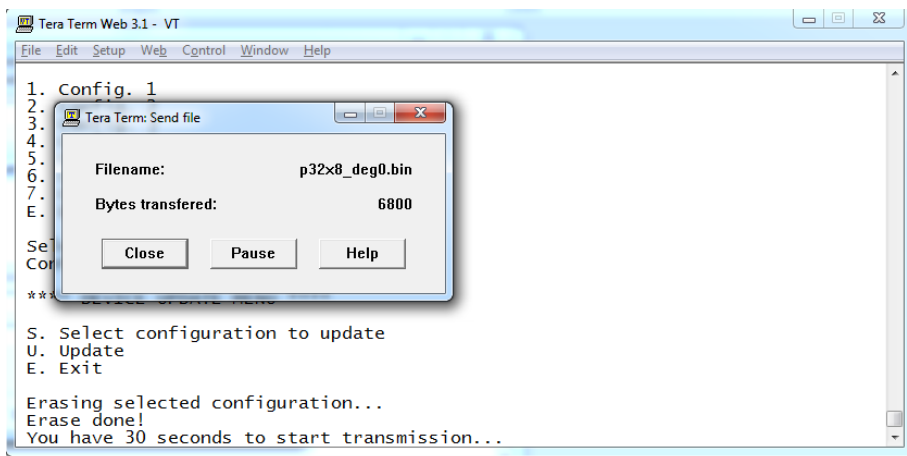 Tera Term Web 3.1 - VT
File Edit Setup Web Control Window Help
1. Config. 1
2.
3.
4.
5.
6.
7.
E.
Tera Term: Send file
Filename: p32x8_deg0.bin
Bytes transfered: 6800
Close Pause Help
S. Select configuration to update
U. Update
E. Exit
Erasing selected configuration...
Erase done!
You have 30 seconds to start transmission...